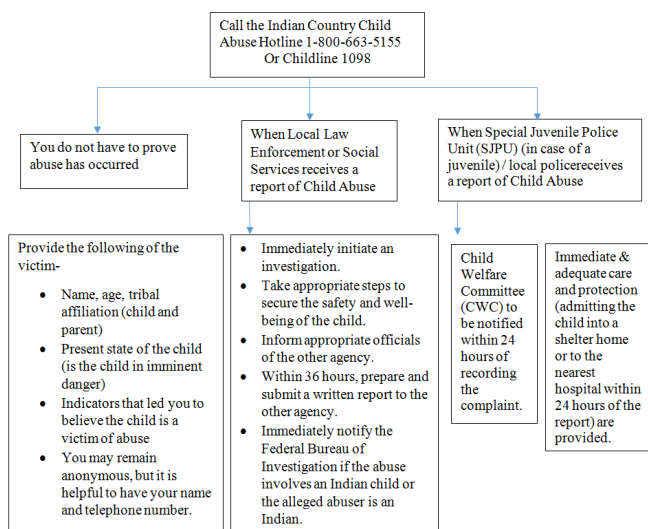 Call the Indian Country Child
Abuse Hotline 1-800-663-5155
Or Childline 1098
You do not have to prove
abuse has occurred
When Local Law
Enforcement or Social
Services receives a
report of Child Abuse
When Special Juvenile Police
Unit (SJPU) (in case of a
juvenile) / local policereceives
a report of Child Abuse
Provide the following of the
victim-
• Name, age, tribal
affiliation (child and
parent)
• Present state of the child
(is the child in imminent
danger)
• Indicators that led you to
believe the child is a
victim of abuse
• You may remain
anonymous, but it is
helpful to have your name
and telephone number.
• Immediately initiate an
investigation.
• Take appropriate steps to
secure the safety and well-
being of the child.
• Inform appropriate officials
of the other agency.
• Within 36 hours, prepare and
submit a written report to the
other agency.
• Immediately notify the
Federal Bureau of
Investigation if the abuse
involves an Indian child or
the alleged abuser is an
Indian.
Child
Welfare
Committee
(CWC) to
be notified
within 24
hours of
recording
the
complaint.
Immediate &
adequate care and
protection
(admitting the
child into a
shelter home
or to the
nearest
hospital within
24 hours of the
report) are
provided.